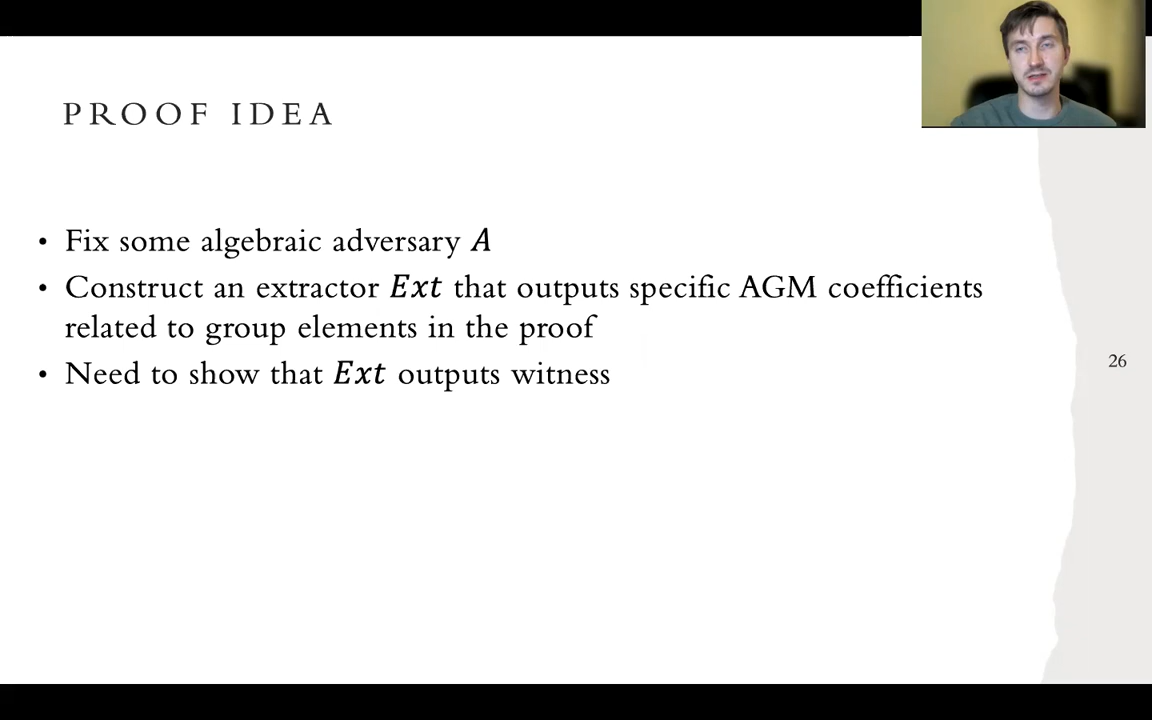 PROOF IDEA
• Fix some algebraic adversary A
• Construct an extractor Ext that outputs specific AGM coefficients
related to group elements in the proof
• Need to show that Ext outputs witness
26